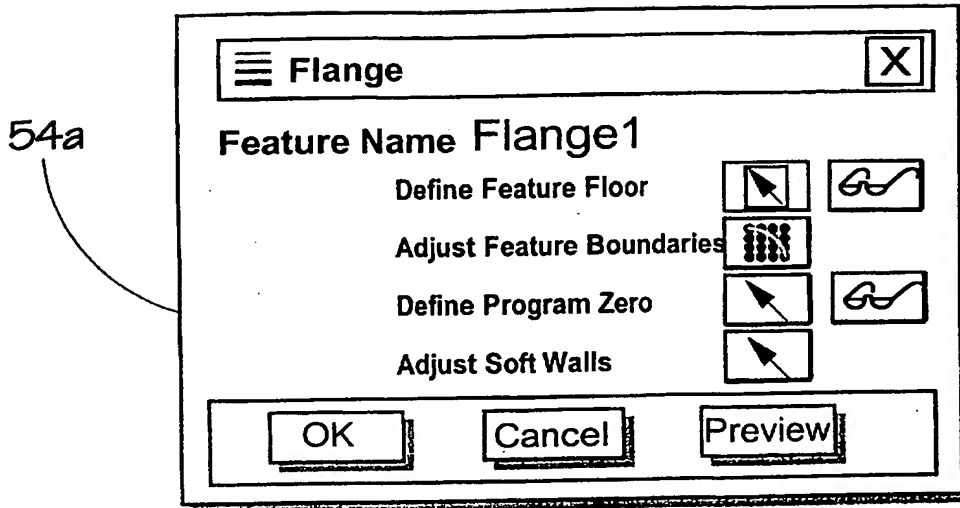 Flange X
54a
Feature Name Flange1
Define Feature Floor
Adjust Feature Boundaries
Define Program Zero
Adjust Soft Walls
OK Cancel Preview